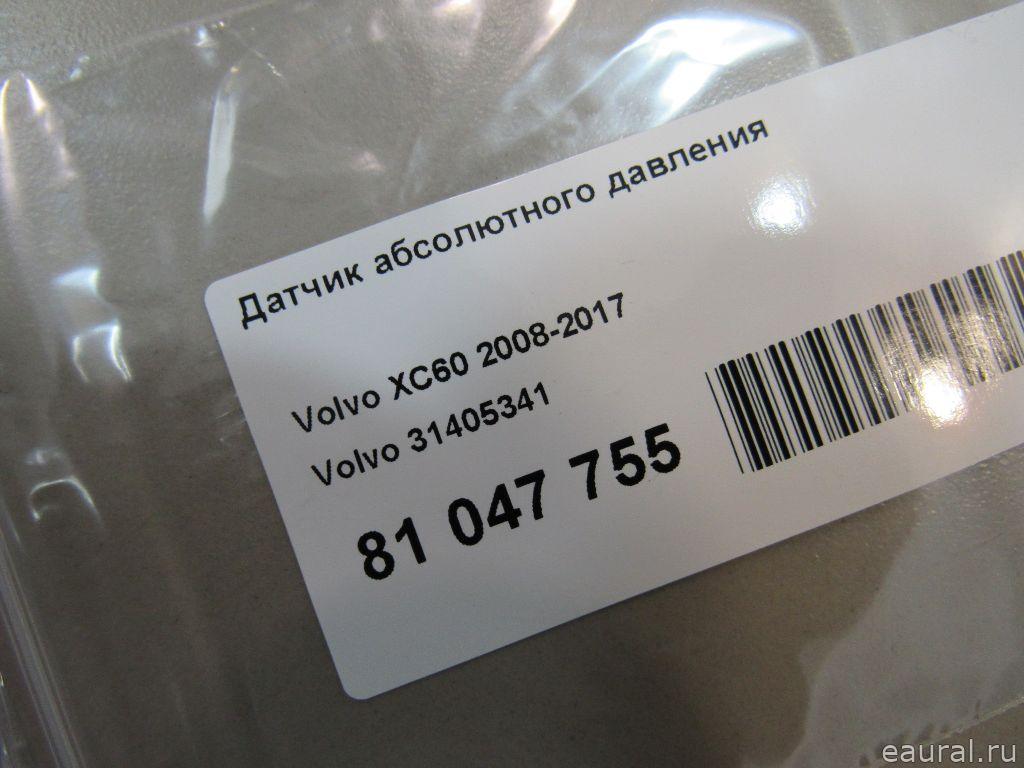 Датчик абсолютного давления
Volvo XC60 2008-2017
Volvo 31405341
81 047 755
eaural.ru